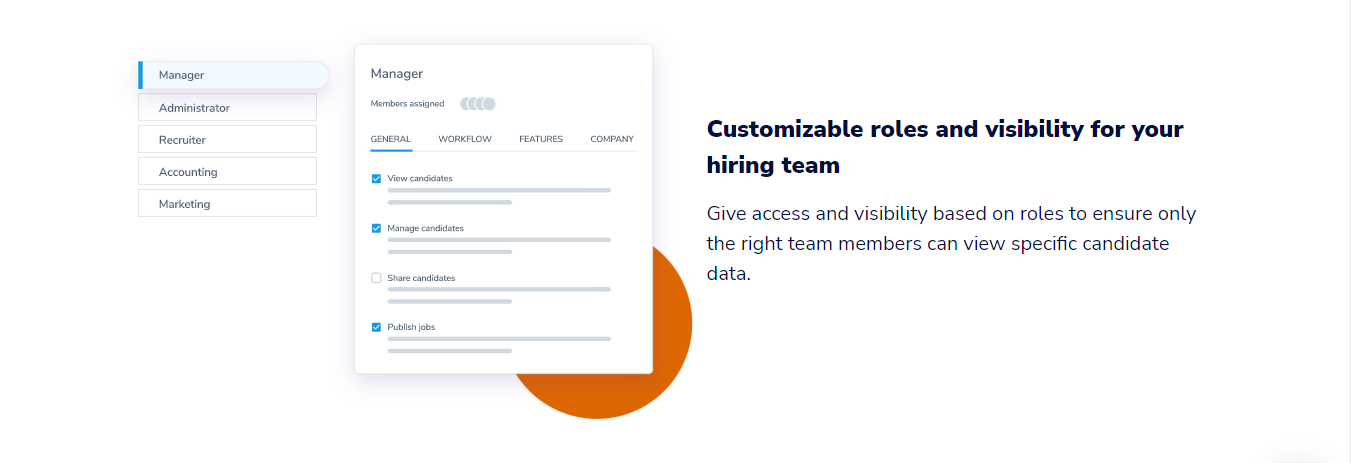 Manager
Administrator
Recruiter
Accounting
Marketing
Manager
Members assigned
GENERAL WORKFLOW FEATURES COMPANY
View candidates
Manage candidates
Share candidates
Publish jobs
Customizable roles and visibility for your
hiring team
Give access and visibility based on roles to ensure only
the right team members can view specific candidate
data.